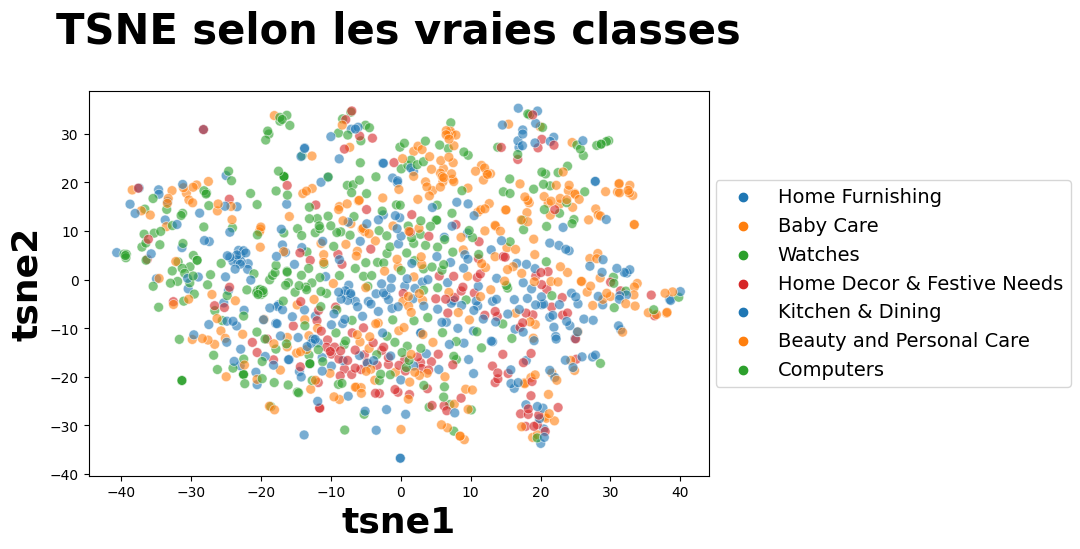 TSNE selon les vraies classes
tsne2
30
20
10
0
−10
−20
−30
−40
−40
−30
−20
−10
0
10
20
30
40
tsne1
Home Furnishing
Baby Care
Watches
Home Decor & Festive Needs
Kitchen & Dining
Beauty and Personal Care
Computers